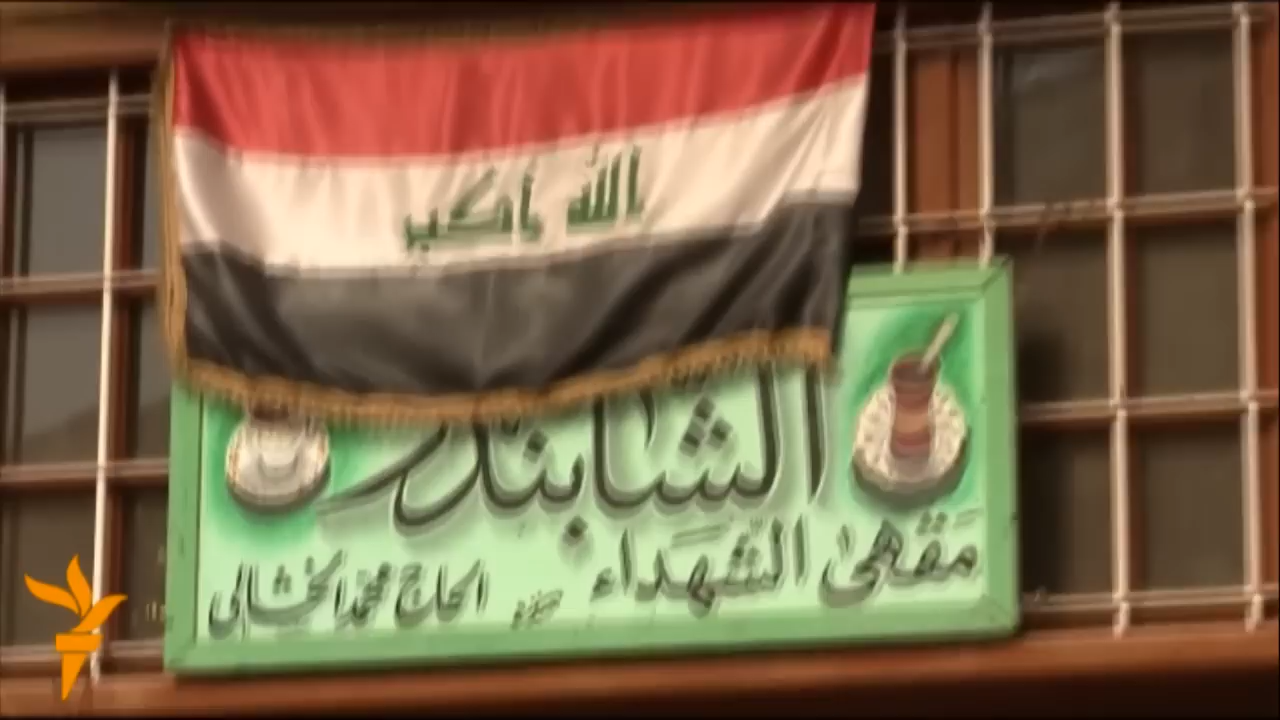 الله أكبر
الشابندر
مقهى الشهداء
الحاج محمد الخشالي